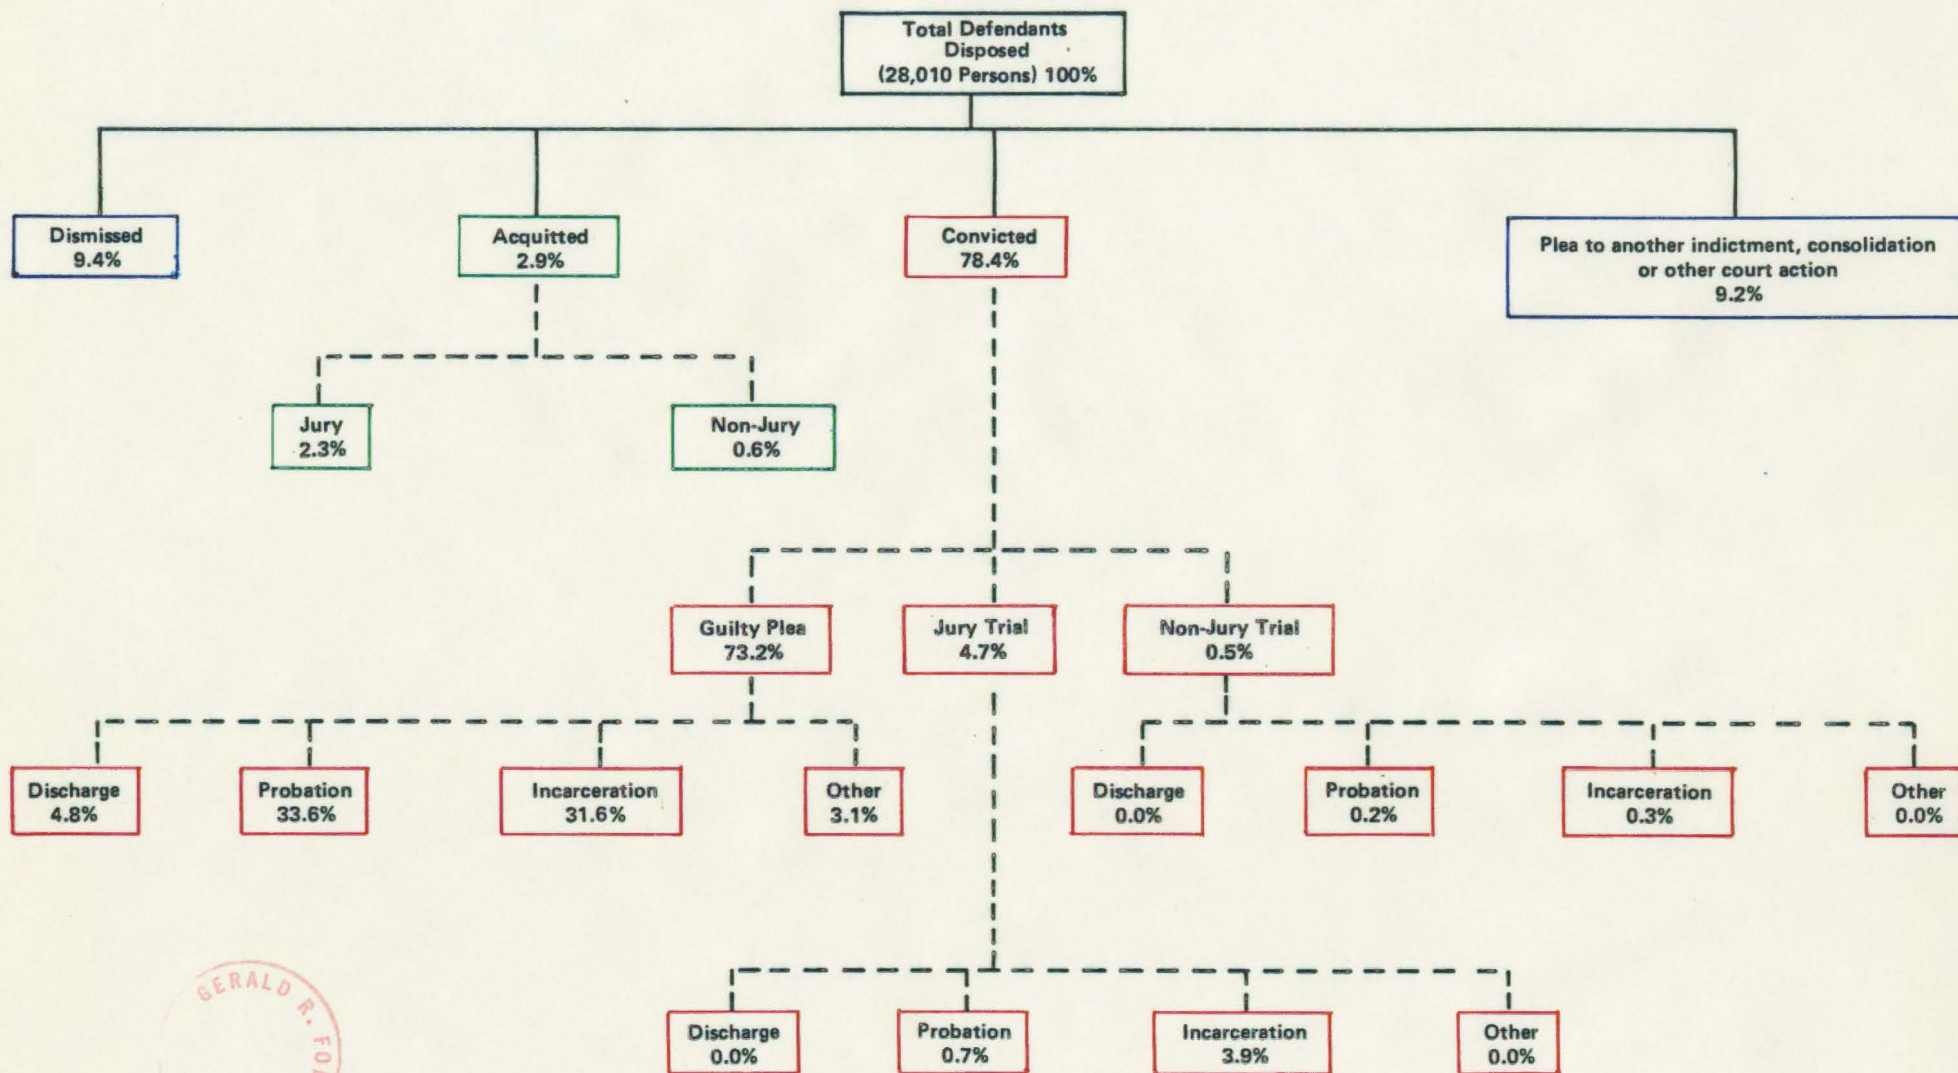 Total Defendants
Disposed
(28,010 Persons) 100%
Dismissed
9.4%
Acquitted
2.9%
Convicted
78.4%
Plea to another indictment, consolidation
or other court action
9.2%
Jury
2.3%
Non-Jury
0.6%
Guilty Plea
73.2%
Jury Trial
4.7%
Non-Jury Trial
0.5%
Discharge
4.8%
Probation
33.6%
Incarceration
31.6%
Other
3.1%
Discharge
0.0%
Probation
0.2%
Incarceration
0.3%
Other
0.0%
Discharge
0.0%
Probation
0.7%
Incarceration
3.9%
Other
0.0%
GERALD R. FO